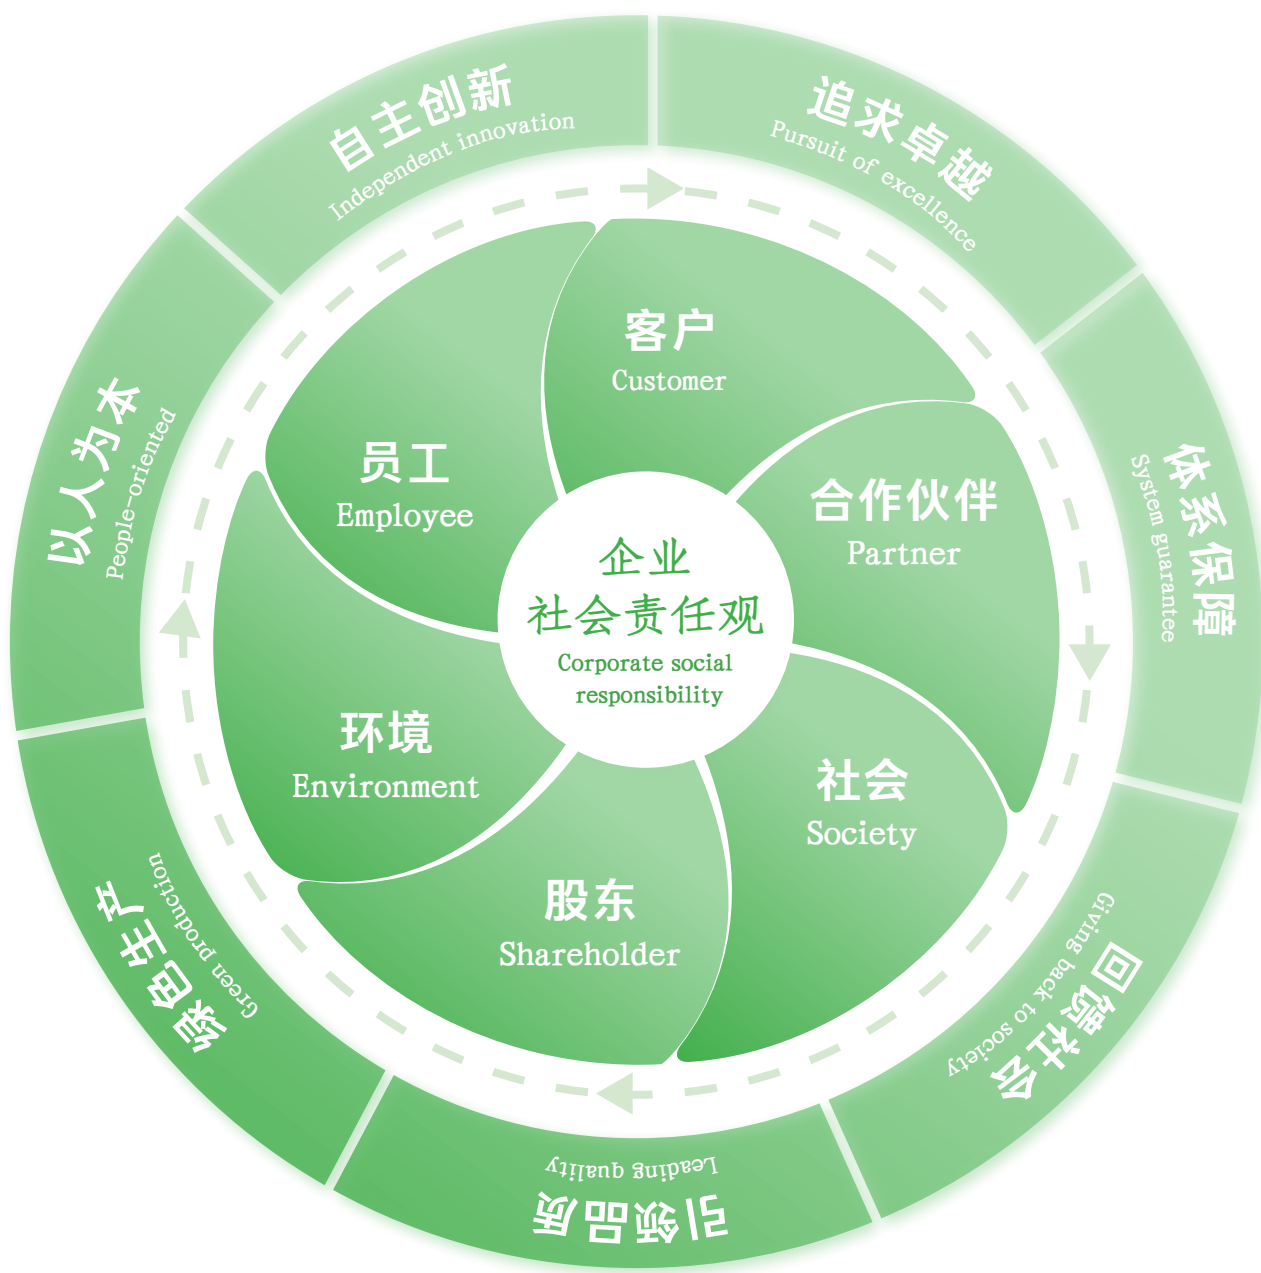 自主创新
Independent innovation
追求卓越
Pursuit of excellence
体系保障
System guarantee
回馈社会
Giving back to society
引领品质
Leading quality
绿色生产
Green production
以人为本
People-oriented
客户
Customer
合作伙伴
Partner
社会
Society
股东
Shareholder
环境
Environment
员工
Employee
企业
社会责任观
Corporate social
responsibility